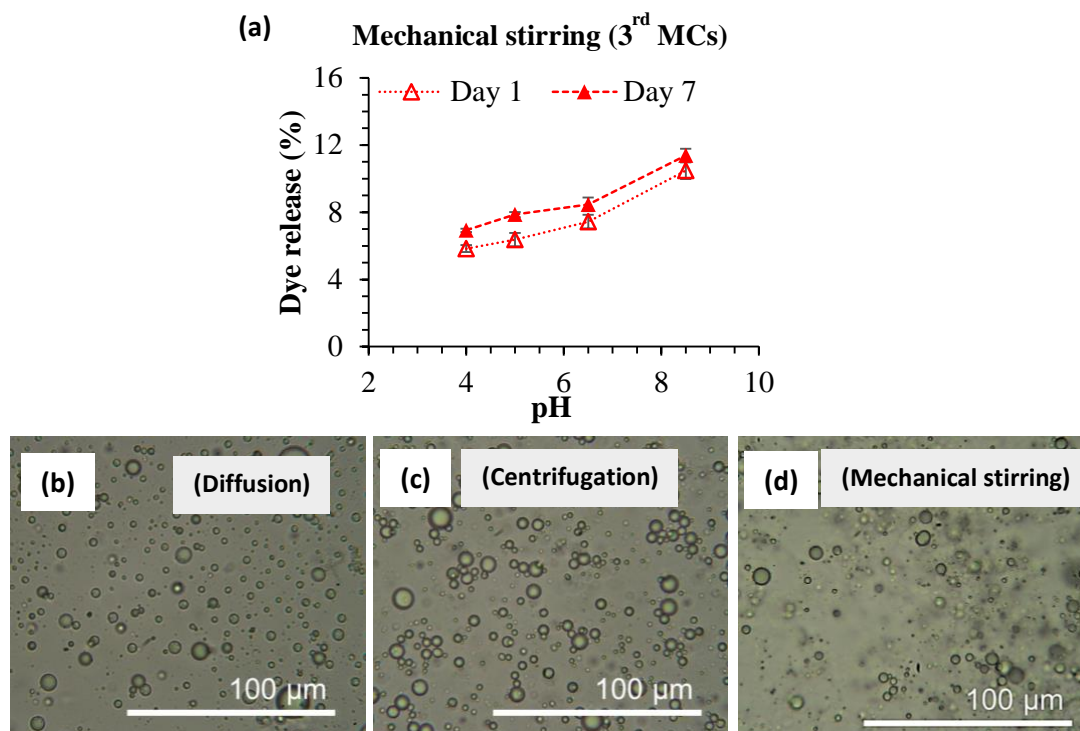 (a)
Mechanical stirring (3rd MCs)
Day 1
Day 7
Dye release (%)
16
12
8
4
0
2 4 6 8 10
pH
(b) (Diffusion)
100 µm
(c) (Centrifugation)
100 µm
(d) (Mechanical stirring)
100 µm